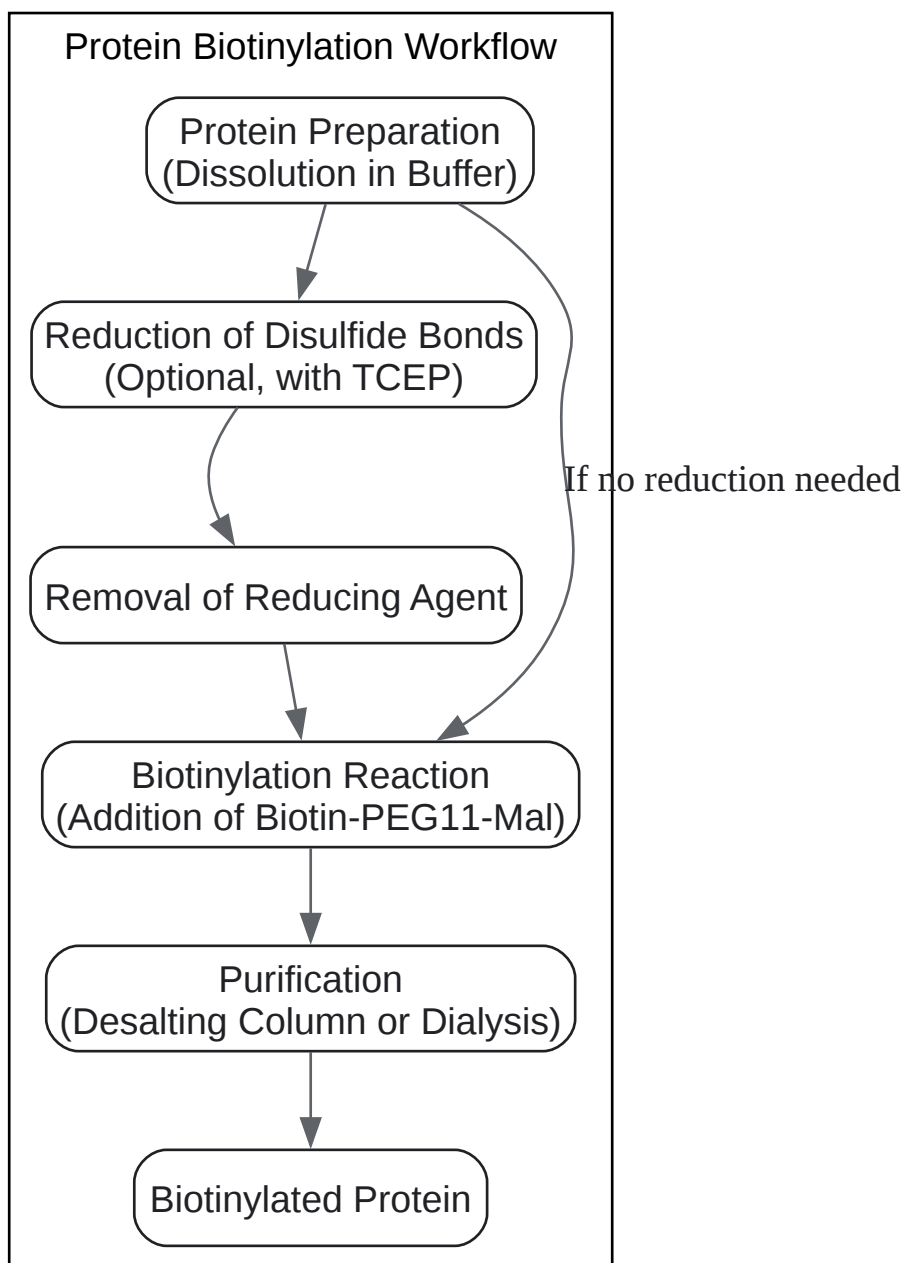 Protein Biotinylation Workflow
Protein Preparation
(Dissolution in Buffer)
Reduction of Disulfide Bonds
(Optional, with TCEP)
If no reduction needed
Removal of Reducing Agent
Biotinylation Reaction
(Addition of Biotin-PEG11-Mal)
Purification
(Desalting Column or Dialysis)
Biotinylated Protein